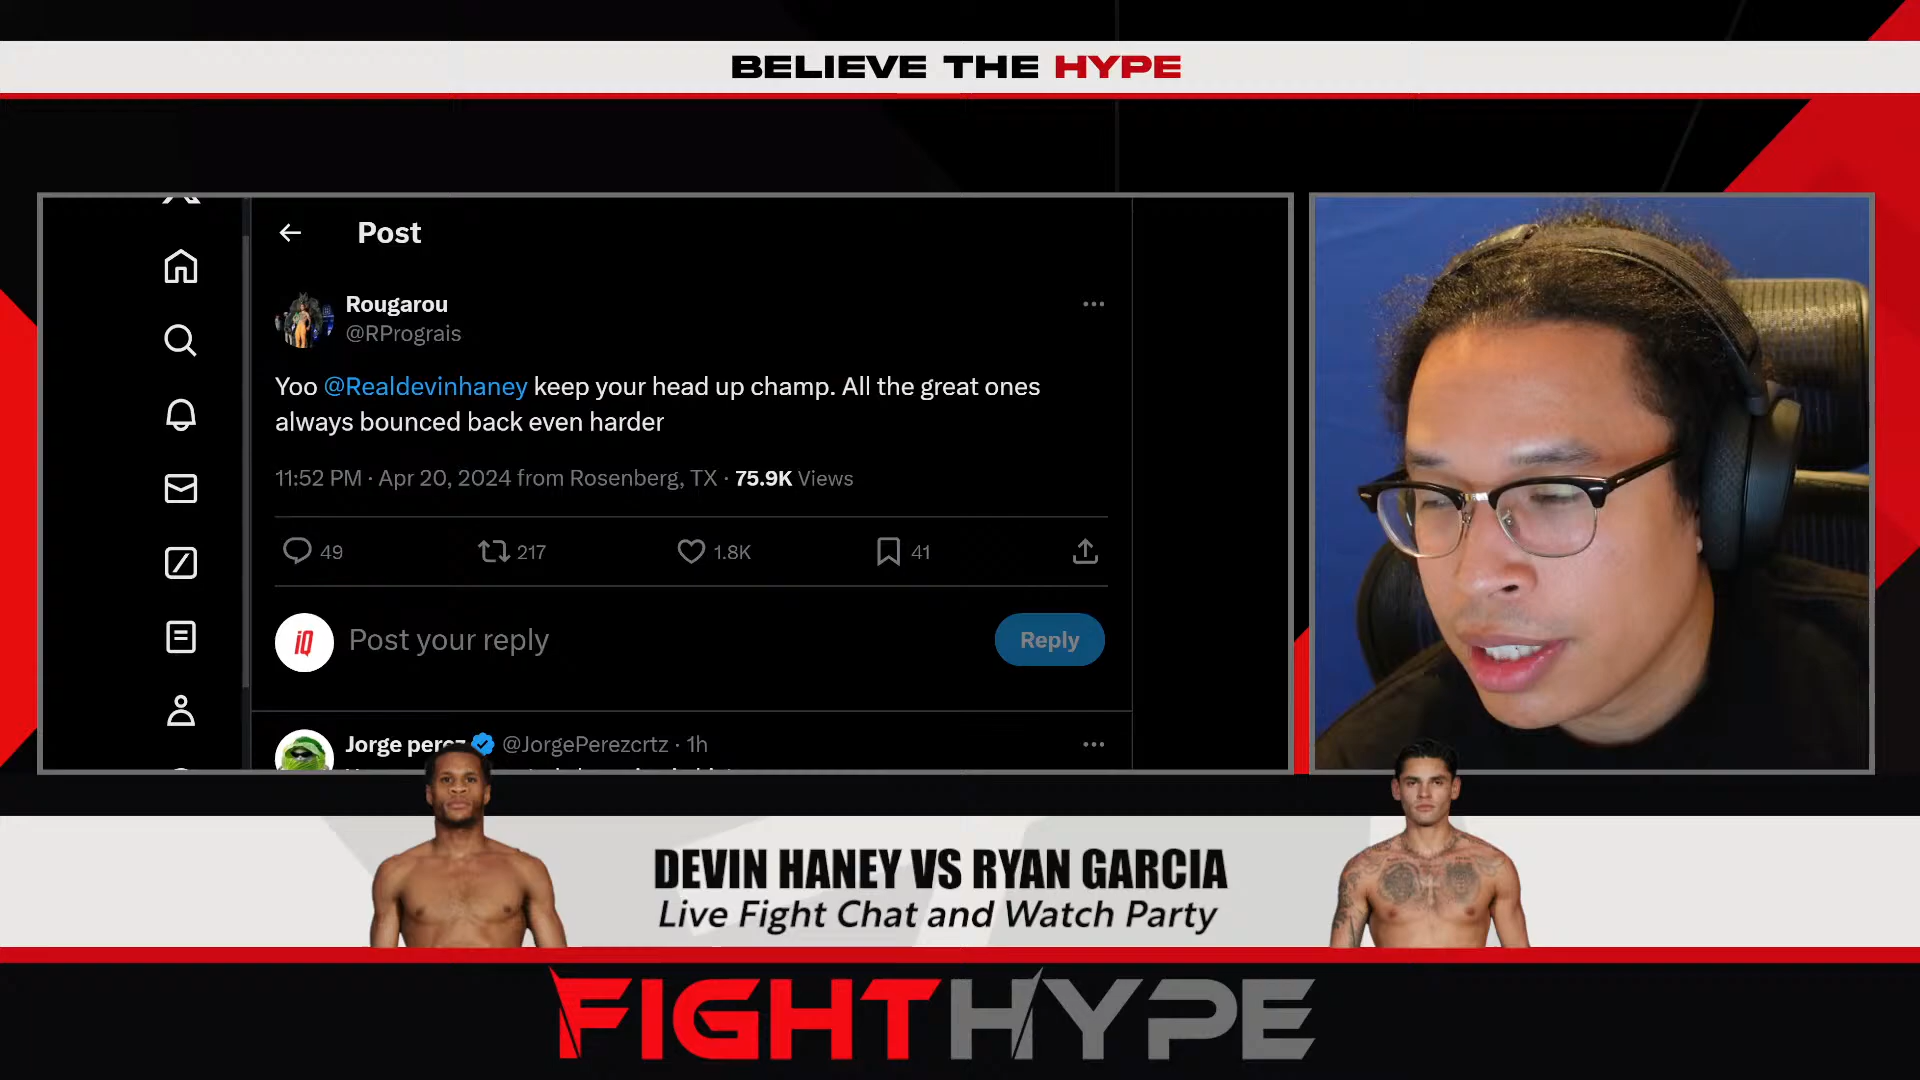 BELIEVE THE HYPE
Post
Rougarou
@RPrograis
Yoo @Realdevinhaney keep your head up champ. All the great ones
always bounced back even harder
11:52 PM · Apr 20, 2024 from Rosenberg, TX · 75.9K Views
49 217 1.8K 41
iQ Post your reply Reply
Jorge perez @JorgePerezcrtz · 1h
DEVIN HANEY VS RYAN GARCIA
Live Fight Chat and Watch Party
FIGHTHYPE